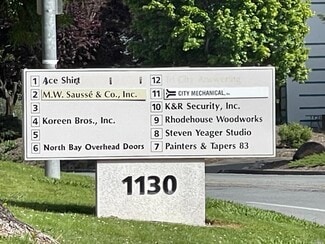 1 Ace Shirt
2 M.W. Saussé & Co., Inc.
3
4 Koreen Bros., Inc.
5
6 North Bay Overhead Doors
12
11 CITY MECHANICAL, INC.
10 K&R Security, Inc.
9 Rhodehouse Woodworks
8 Steven Yeager Studio
7 Painters & Tapers 83
1130